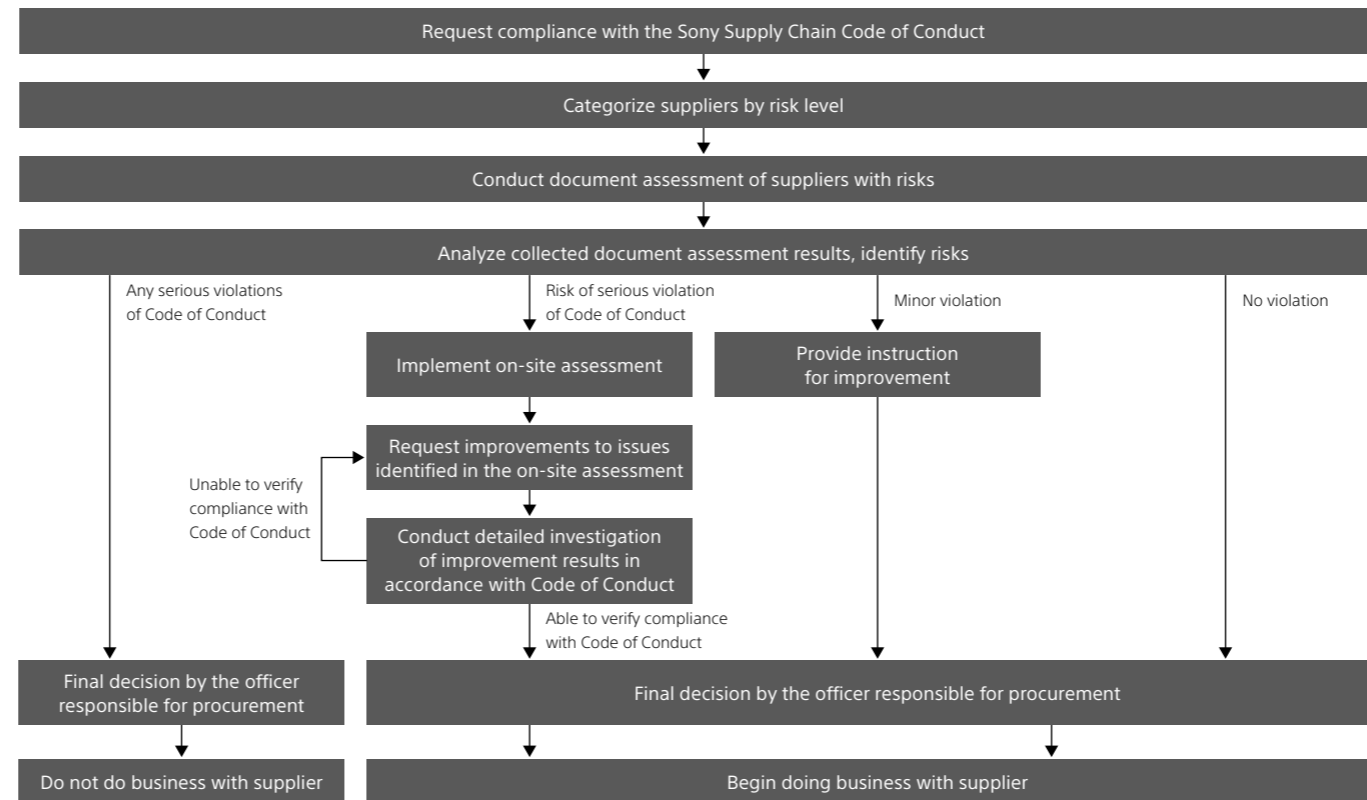 Request compliance with the Sony Supply Chain Code of Conduct
Categorize suppliers by risk level
Conduct document assessment of suppliers with risks
Analyze collected document assessment results, identify risks
Any serious violations
of Code of Conduct
Risk of serious violation
of Code of Conduct
Minor violation
No violation
Implement on-site assessment
Provide instruction
for improvement
Request improvements to issues
identified in the on-site assessment
Unable to verify
compliance with
Code of Conduct
Conduct detailed investigation
of improvement results in
accordance with Code of Conduct
Able to verify compliance
with Code of Conduct
Final decision by the officer
responsible for procurement
Final decision by the officer responsible for procurement
Do not do business with supplier
Begin doing business with supplier